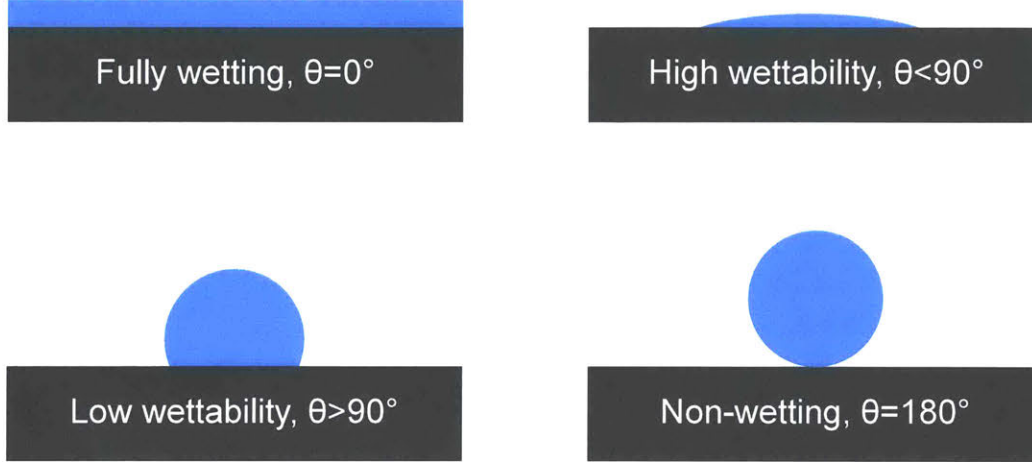 Fully wetting, θ=0°
High wettability, θ<90°
Low wettability, θ>90°
Non-wetting, θ=180°